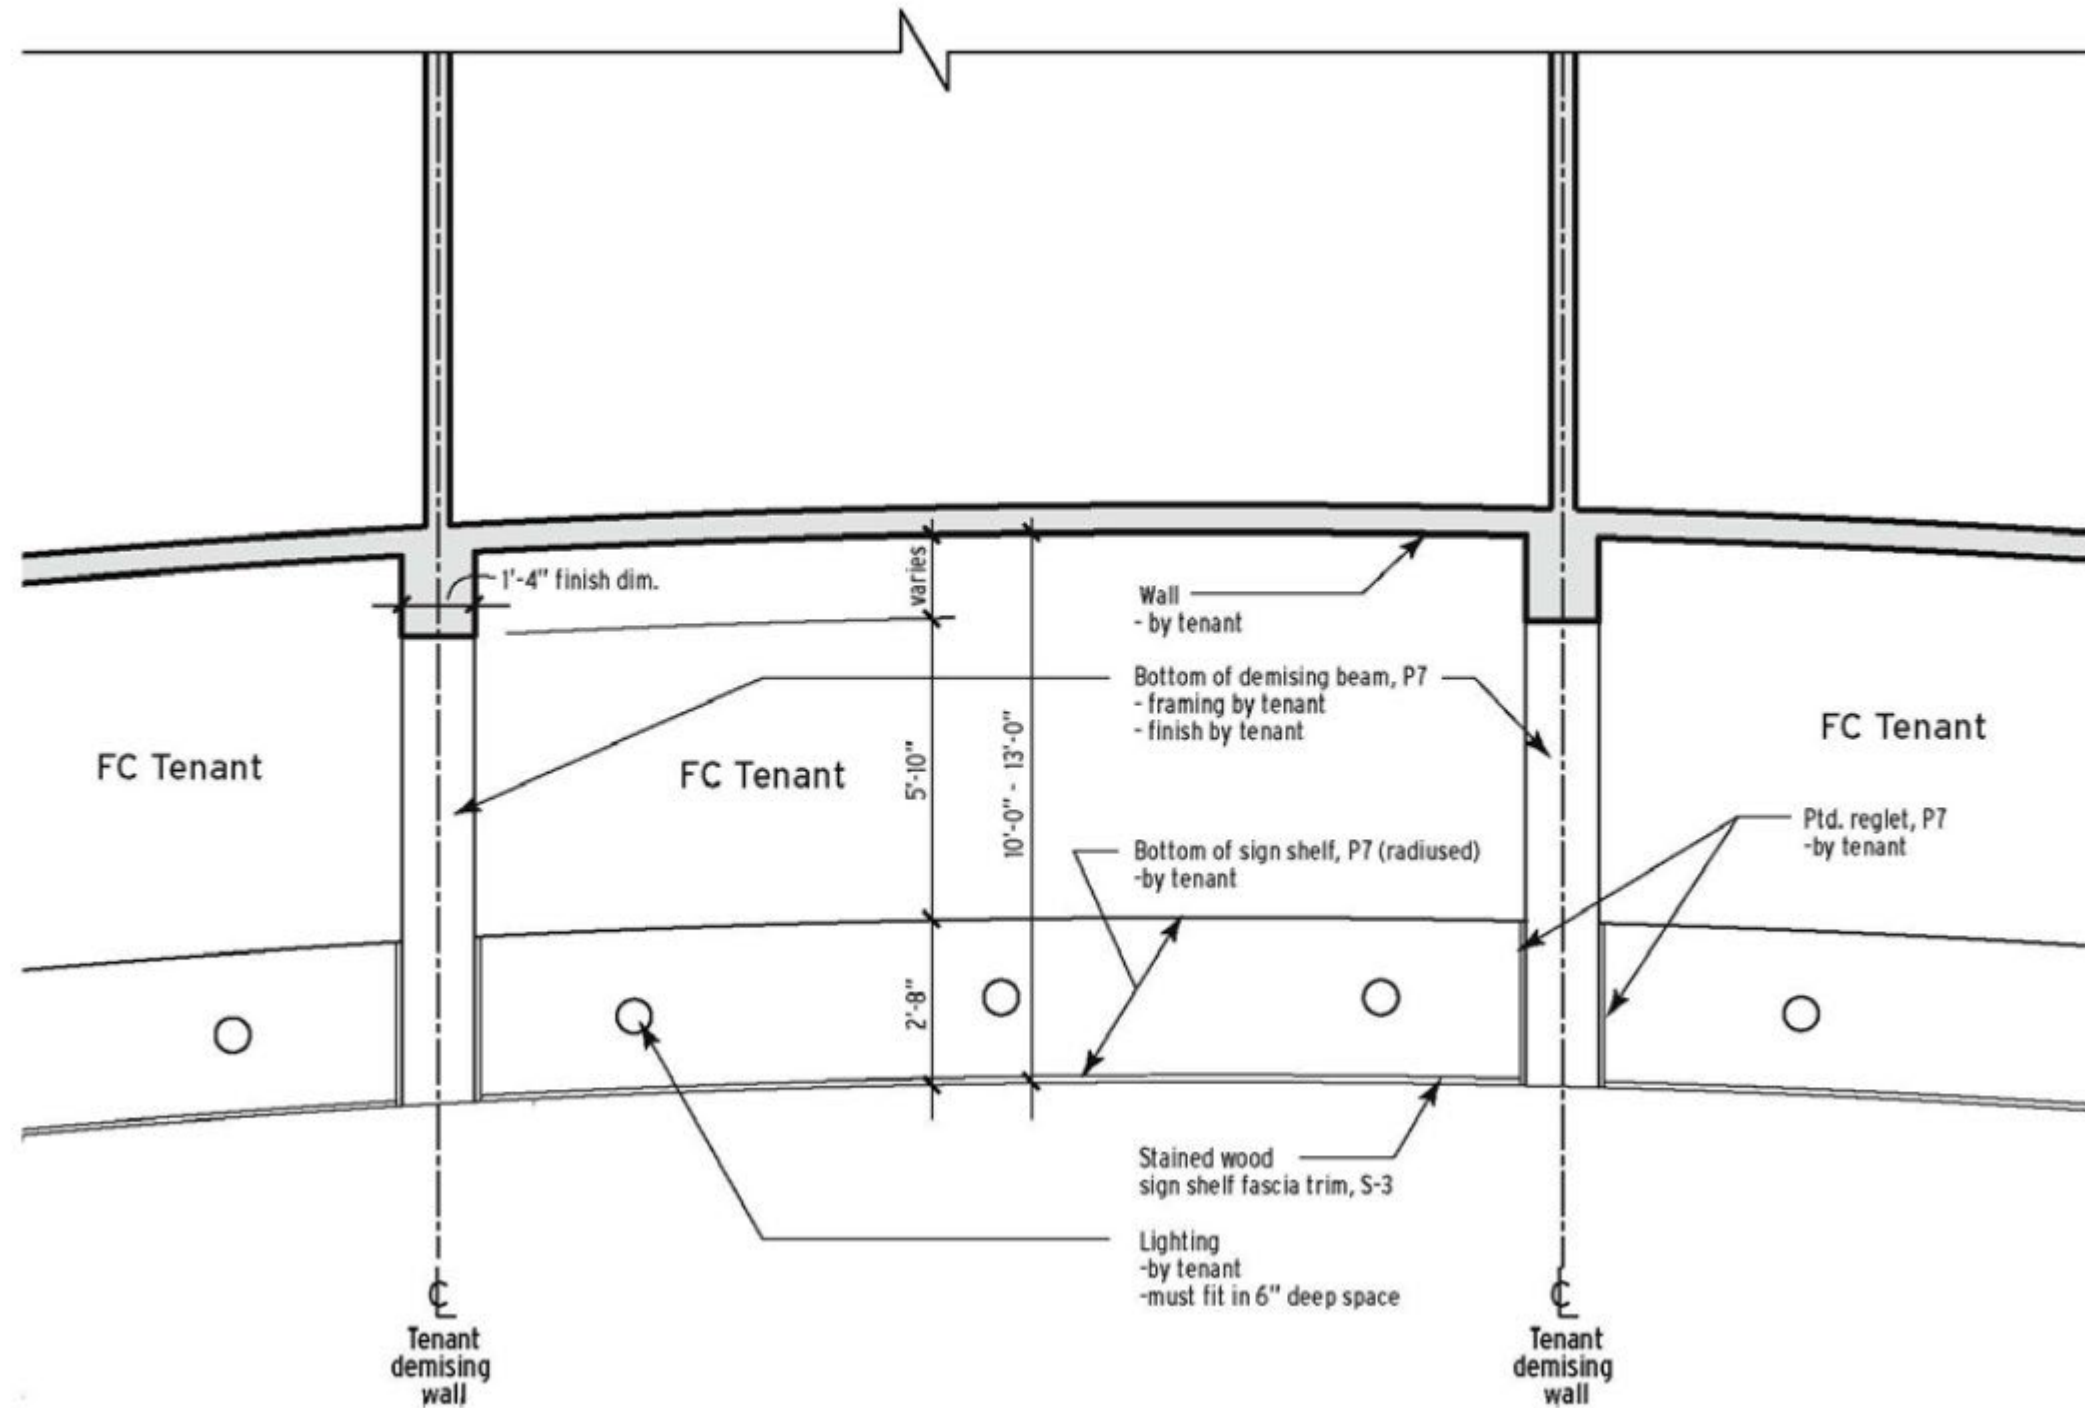 1'-4" finish dim.
varies
Wall
- by tenant
Bottom of demising beam, P7
- framing by tenant
- finish by tenant
FC Tenant
FC Tenant
FC Tenant
5'-10"
10'-0" - 13'-0"
Ptd. reglet, P7
-by tenant
Bottom of sign shelf, P7 (radiused)
-by tenant
2'-8"
Stained wood
sign shelf fascia trim, S-3
Lighting
-by tenant
-must fit in 6" deep space
℄
Tenant
demising
wall
℄
Tenant
demising
wall